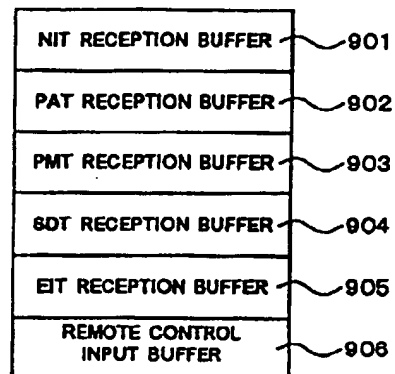 NIT RECEPTION BUFFER 901
PAT RECEPTION BUFFER 902
PMT RECEPTION BUFFER 903
SDT RECEPTION BUFFER 904
EIT RECEPTION BUFFER 905
REMOTE CONTROL
INPUT BUFFER 906